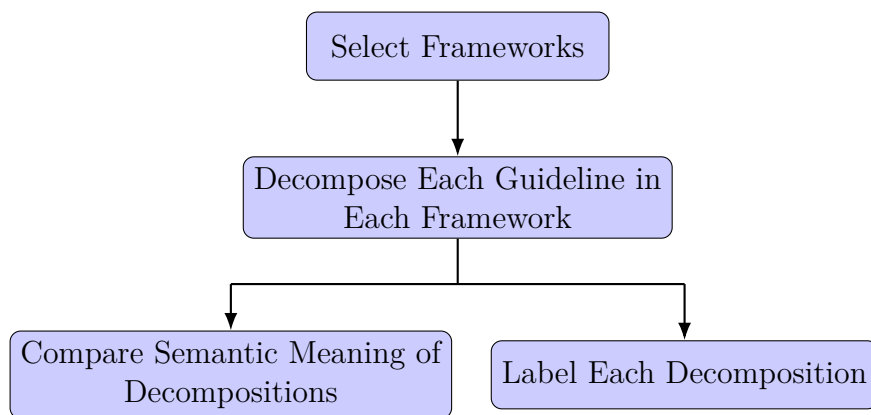 Select Frameworks
Decompose Each Guideline in
Each Framework
Compare Semantic Meaning of
Decompositions
Label Each Decomposition